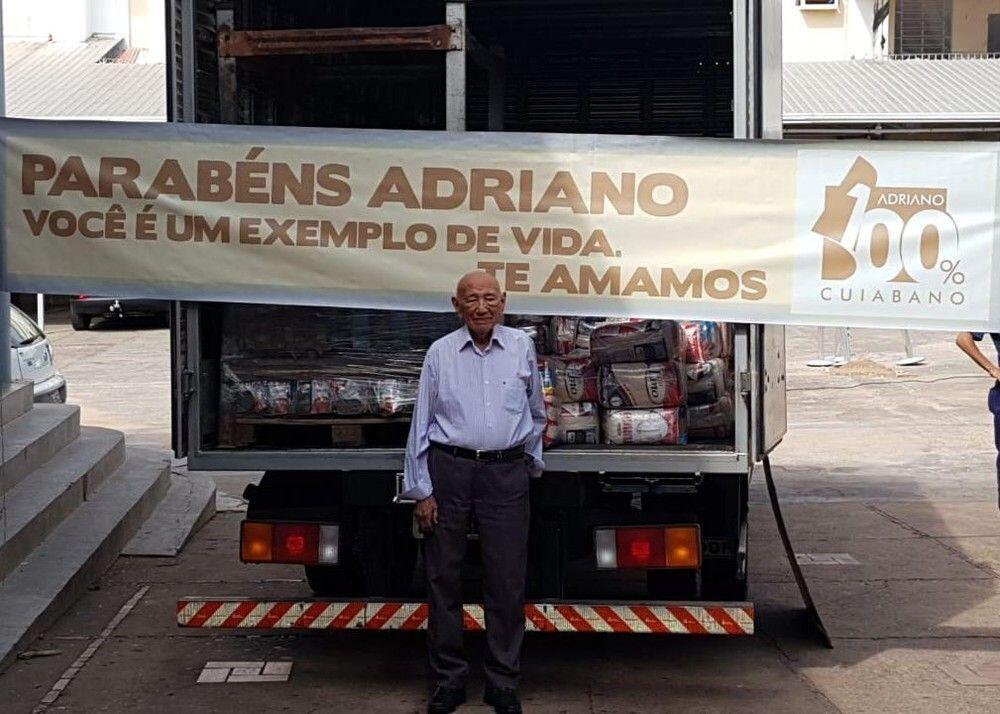 PARABÉNS ADRIANO
VOCÊ É UM EXEMPLO DE VIDA.
TE AMAMOS
ADRIANO
100%
CUIABANO